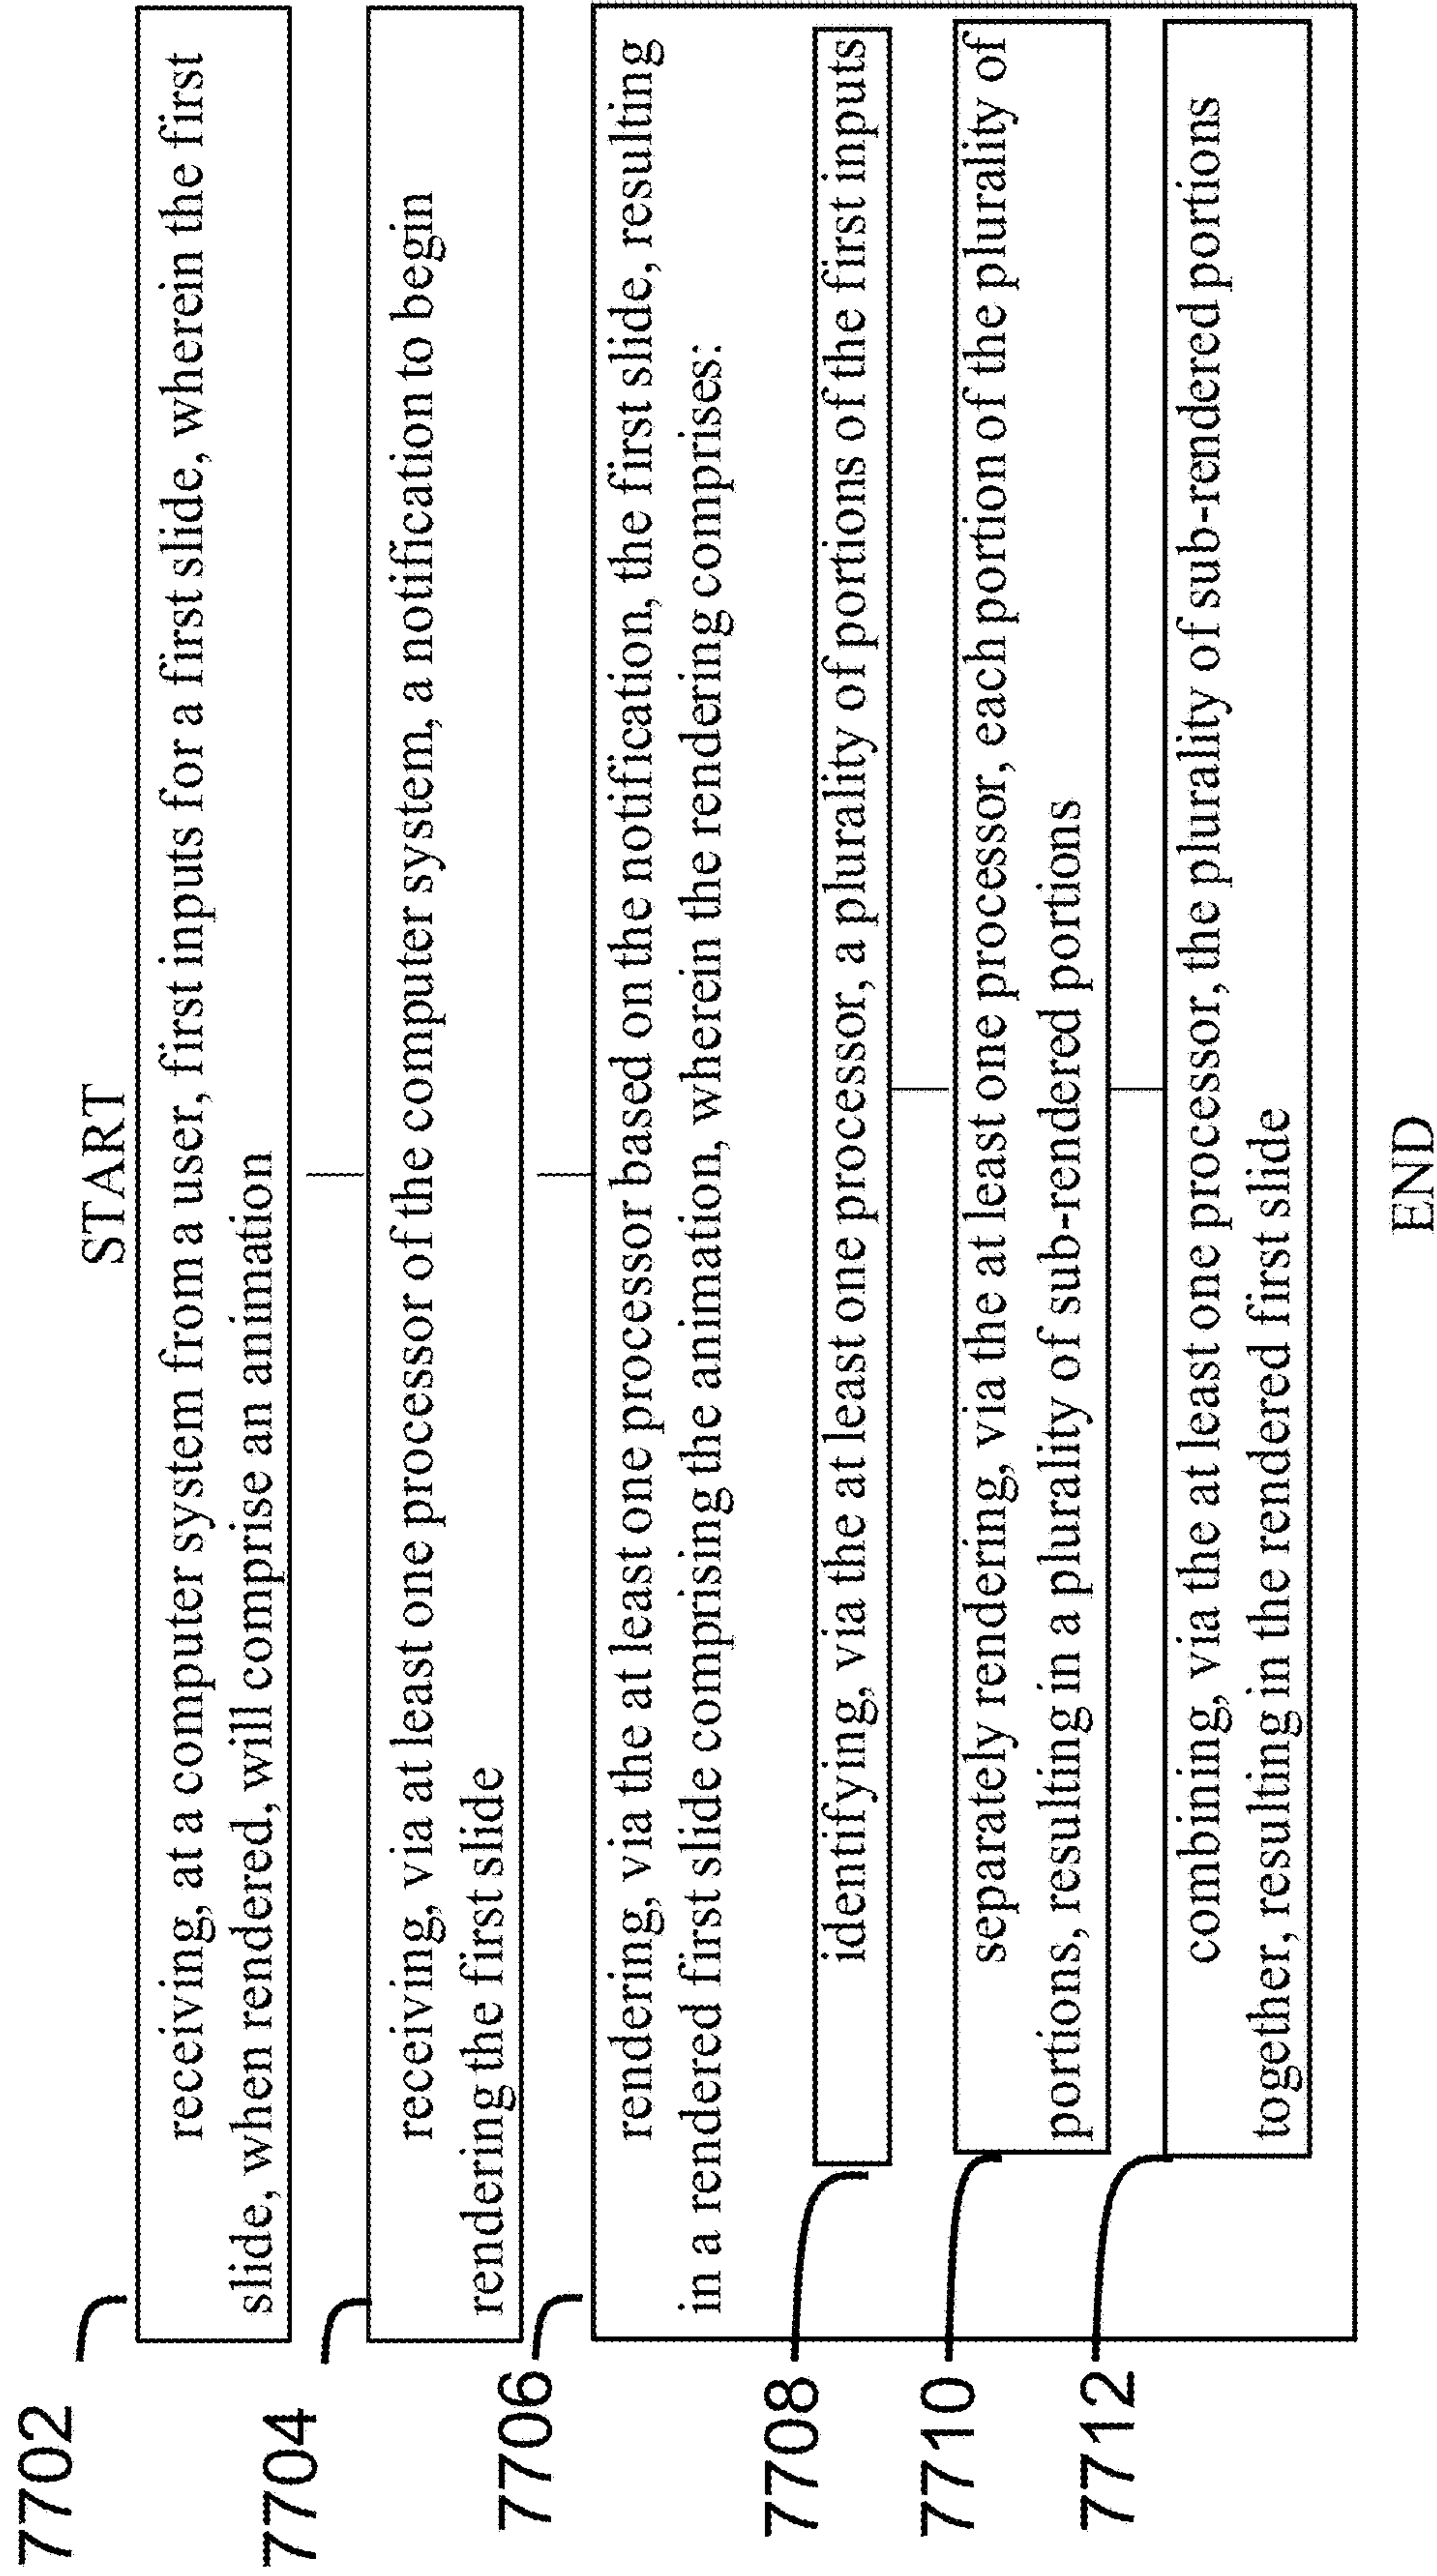 START
7702
receiving, at a computer system from a user, first inputs for a first slide, wherein the first
slide, when rendered, will comprise an animation
7704
receiving, via at least one processor of the computer system, a notification to begin
rendering the first slide
7706
rendering, via the at least one processor based on the notification, the first slide, resulting
in a rendered first slide comprising the animation, wherein the rendering comprises:
7708
identifying, via the at least one processor, a plurality of portions of the first inputs
7710
separately rendering, via the at least one processor, each portion of the plurality of
portions, resulting in a plurality of sub-rendered portions
7712
combining, via the at least one processor, the plurality of sub-rendered portions
together, resulting in the rendered first slide
END